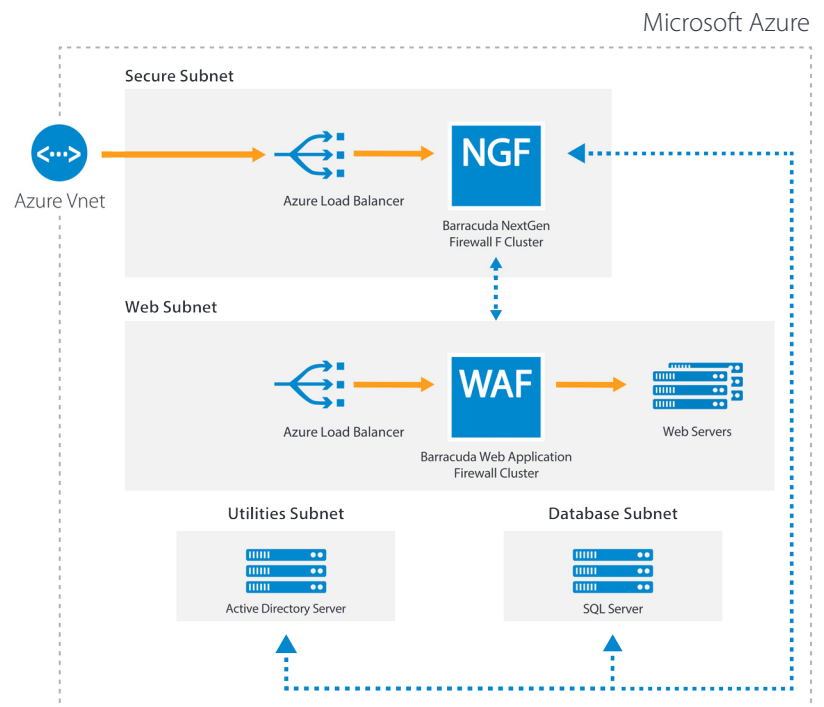 Microsoft Azure
Secure Subnet
Azure Vnet
Azure Load Balancer
NGF
Barracuda NextGen
Firewall F Cluster
Web Subnet
Azure Load Balancer
WAF
Barracuda Web Application
Firewall Cluster
Web Servers
Utilities Subnet
Active Directory Server
Database Subnet
SQL Server